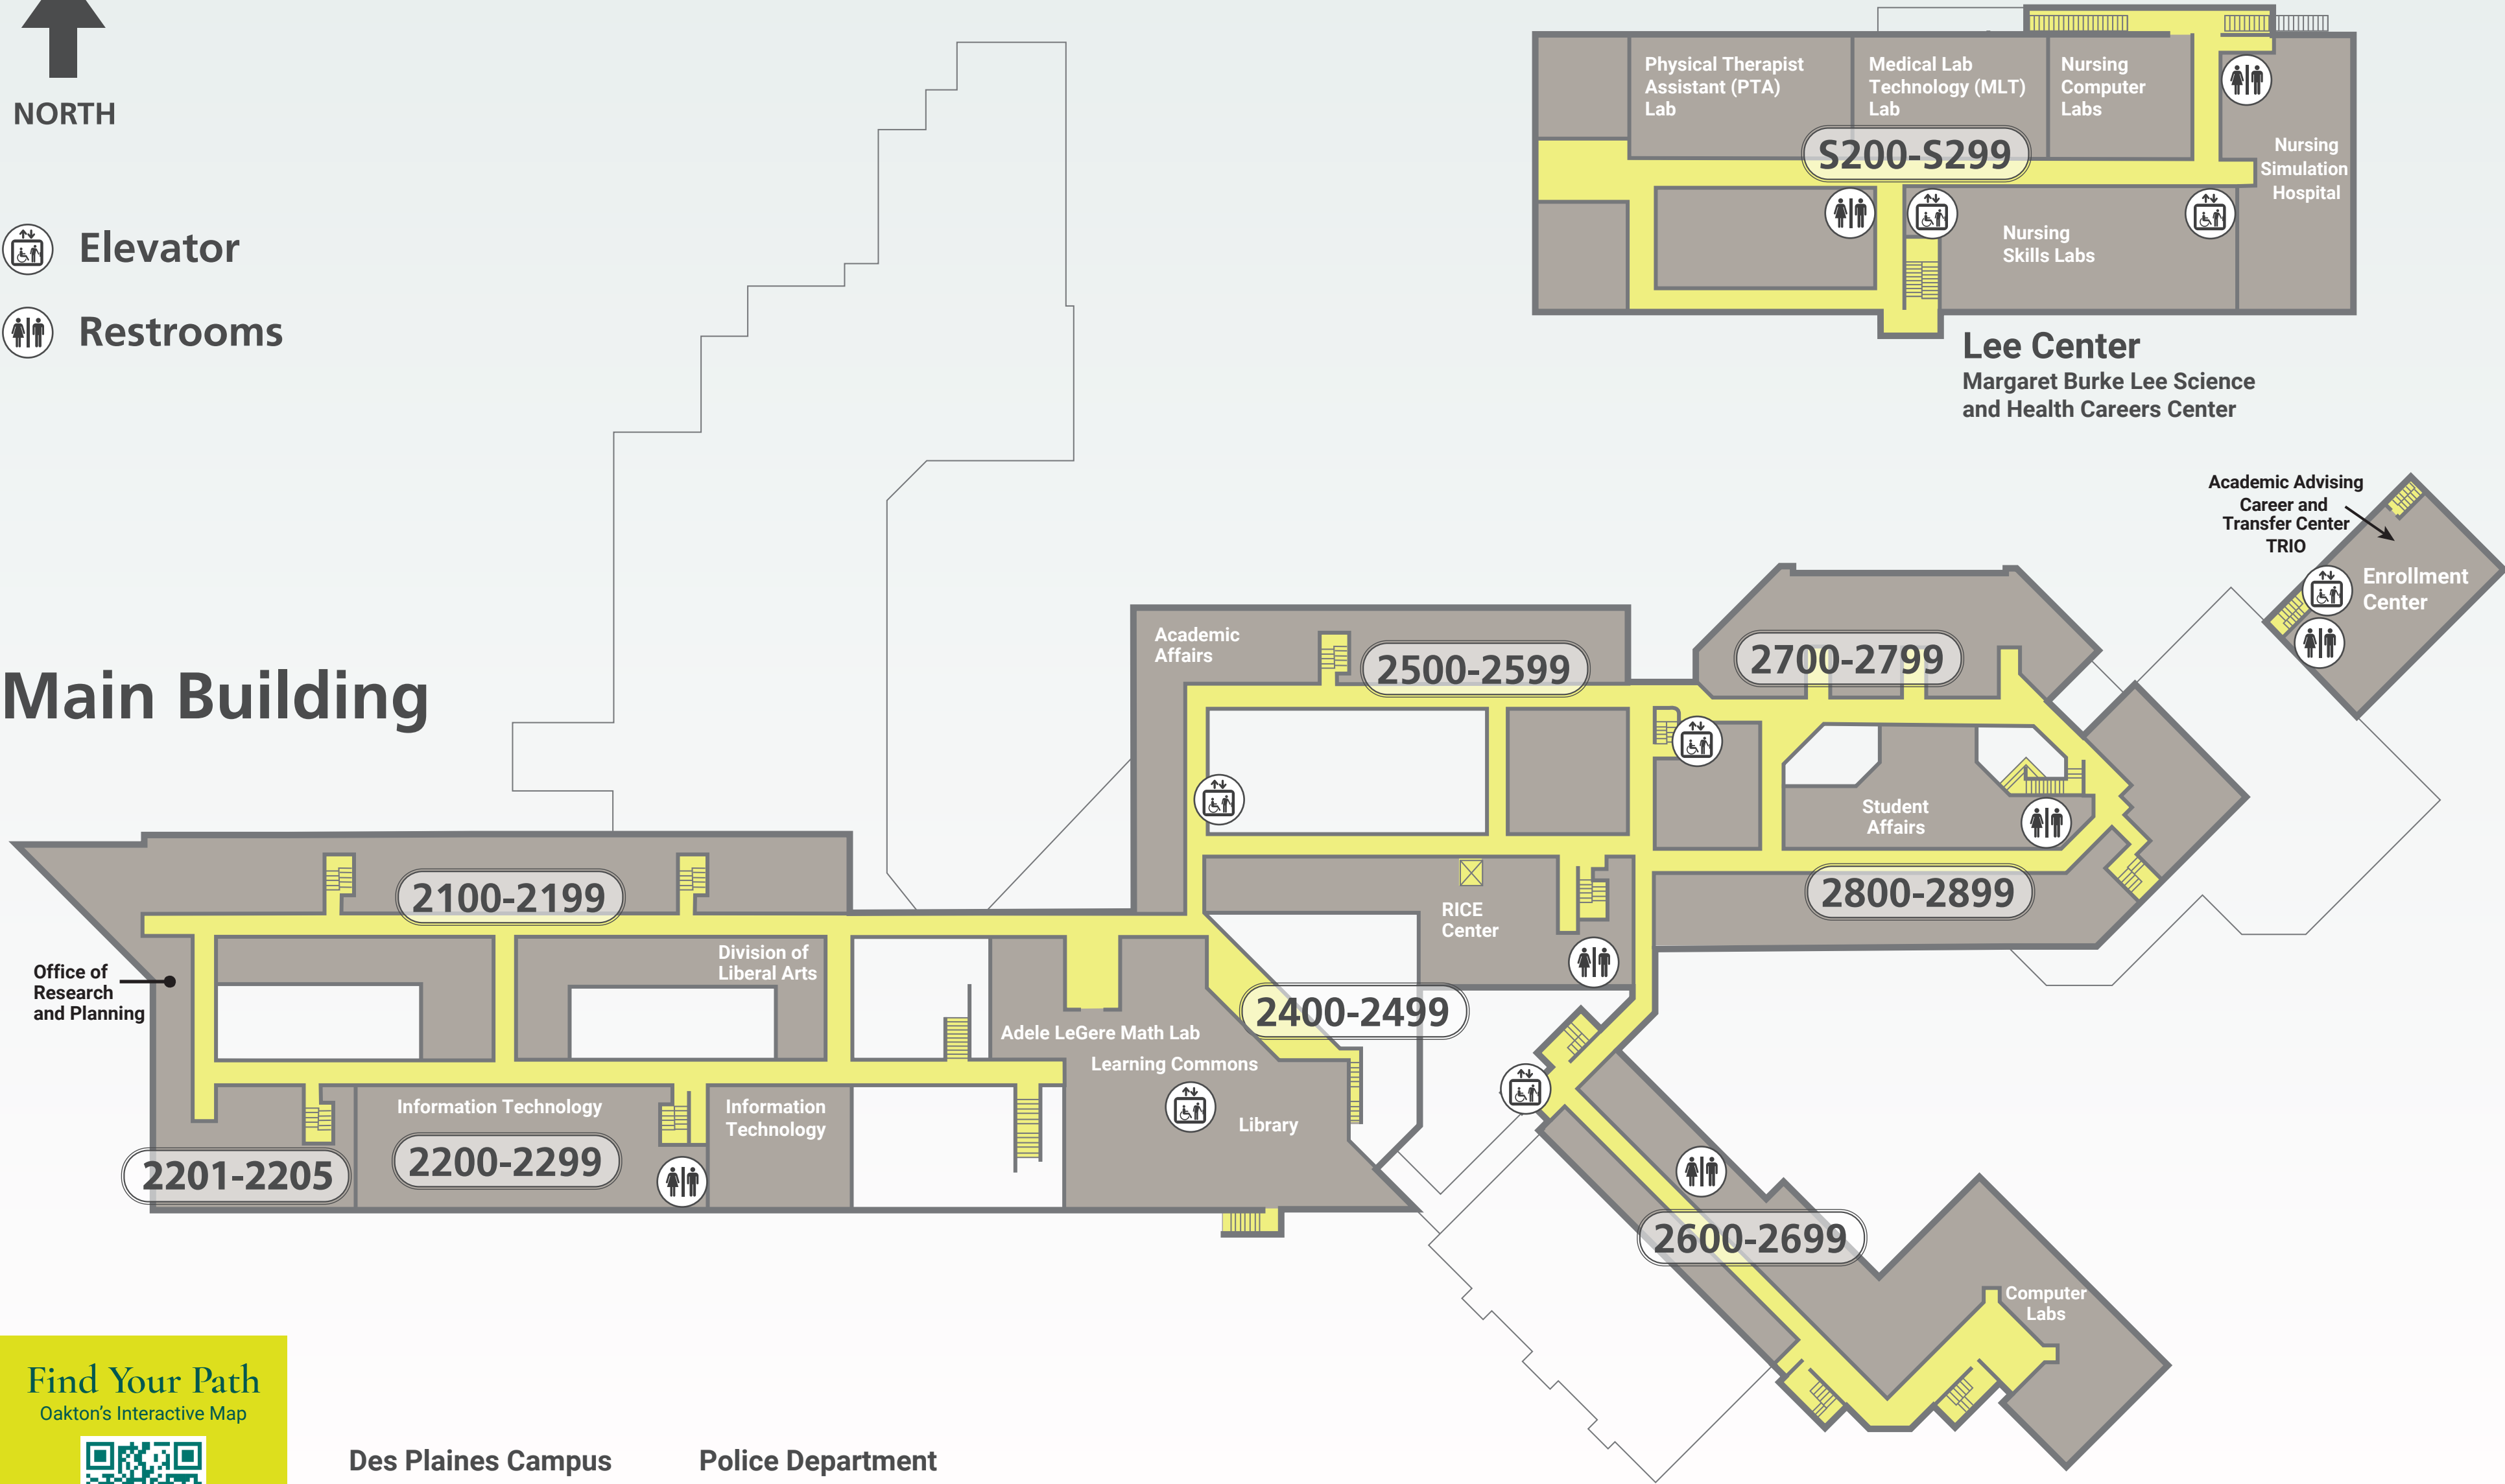 NORTH
Elevator
Restrooms
Physical Therapist
Assistant (PTA)
Lab
Medical Lab
Technology (MLT)
Lab
Nursing
Computer
Labs
S200-S299
Nursing
Simulation
Hospital
Nursing
Skills Labs
Lee Center
Margaret Burke Lee Science
and Health Careers Center
Academic Advising
Career and
Transfer Center
TRIO
Enrollment
Center
Main Building
Academic
Affairs
2500-2599
2700-2799
Student
Affairs
2800-2899
2100-2199
RICE
Center
Division of
Liberal Arts
Office of
Research
and Planning
2400-2499
Adele LeGere Math Lab
Learning Commons
Library
Information Technology
Information
Technology
2201-2205
2200-2299
2600-2699
Computer
Labs
Find Your Path
Oakton’s Interactive Map
Des Plaines Campus
Police Department